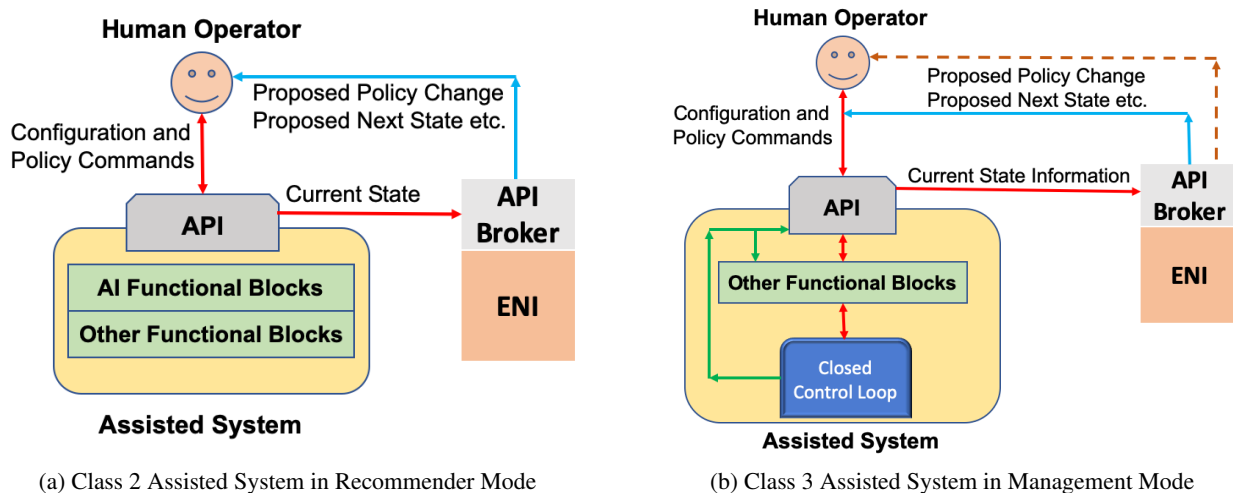 Human Operator
Proposed Policy Change
Proposed Next State etc.
Configuration and
Policy Commands
Current State
API
API
Broker
AI Functional Blocks
Other Functional Blocks
ENI
Assisted System
(a) Class 2 Assisted System in Recommender Mode
Human Operator
Proposed Policy Change
Proposed Next State etc.
Configuration and
Policy Commands
Current State Information
API
API
Broker
Other Functional Blocks
ENI
Closed
Control Loop
Assisted System
(b) Class 3 Assisted System in Management Mode